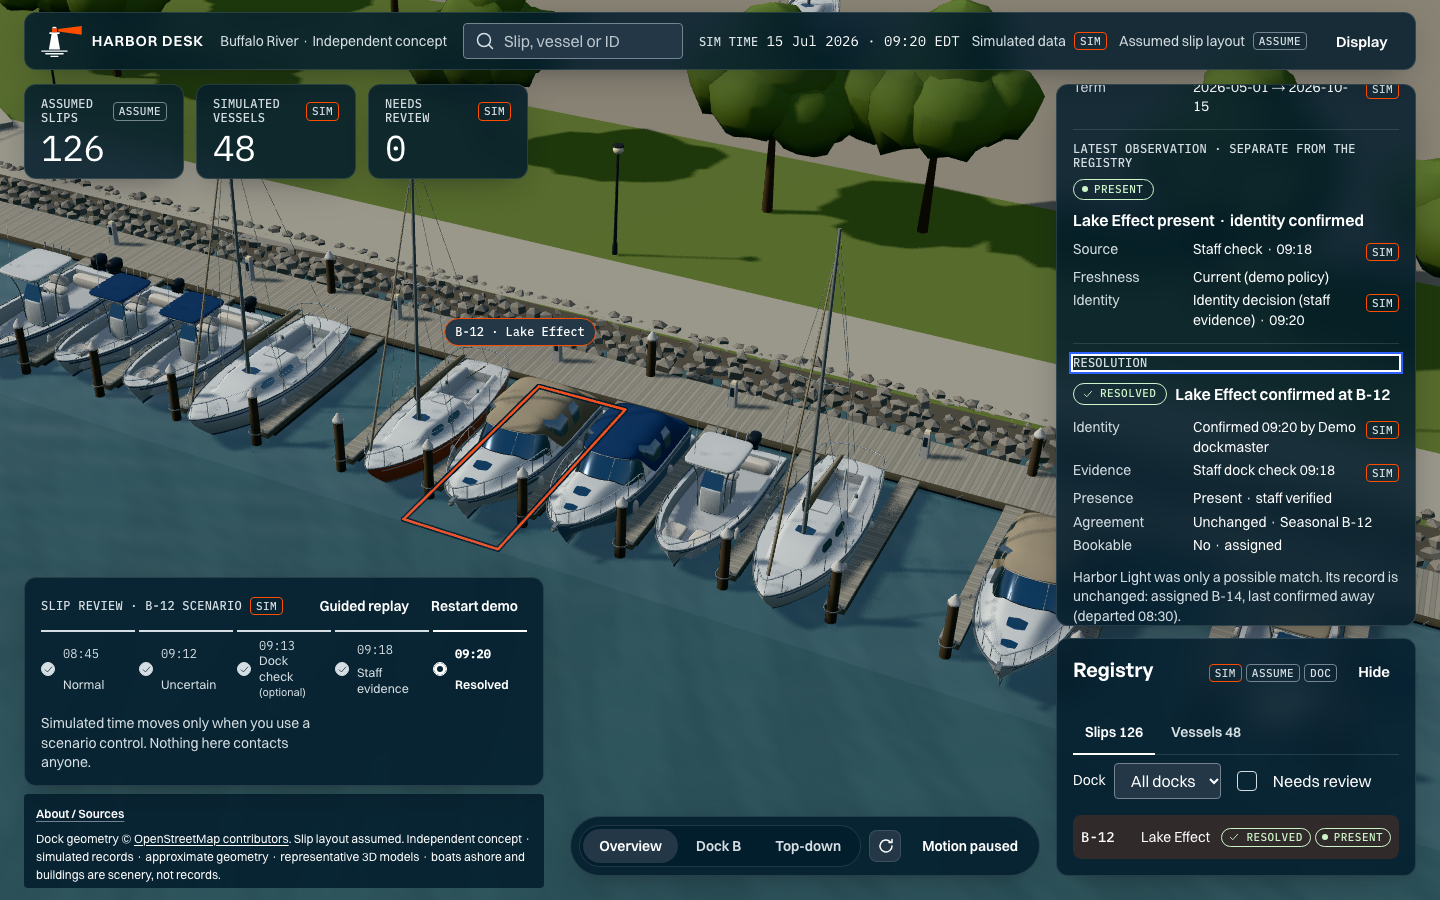 HARBOR DESK
Buffalo River · Independent concept
Slip, vessel or ID
SIM TIME 15 Jul 2026 · 09:20 EDT
Simulated data SIM
Assumed slip layout ASSUME
Display
ASSUMED SLIPS ASSUME
126
SIMULATED VESSELS SIM
48
NEEDS REVIEW SIM
0
B-12 · Lake Effect
Term 2026-05-01 → 2026-10-15 SIM
LATEST OBSERVATION · SEPARATE FROM THE
REGISTRY
PRESENT
Lake Effect present · identity confirmed
Source Staff check · 09:18 SIM
Freshness Current (demo policy)
Identity Identity decision (staff SIM
evidence) · 09:20
RESOLUTION
RESOLVED Lake Effect confirmed at B-12
Identity Confirmed 09:20 by Demo SIM
dockmaster
Evidence Staff dock check 09:18 SIM
Presence Present · staff verified
Agreement Unchanged · Seasonal B-12
Bookable No · assigned
Harbor Light was only a possible match. Its record is
unchanged: assigned B-14, last confirmed away
(departed 08:30).
SLIP REVIEW · B-12 SCENARIO SIM
Guided replay
Restart demo
08:45
Normal
09:12
Uncertain
09:13
Dock
check
(optional)
09:18
Staff
evidence
09:20
Resolved
Simulated time moves only when you use a
scenario control. Nothing here contacts
anyone.
About / Sources
Dock geometry © OpenStreetMap contributors. Slip layout assumed. Independent concept ·
simulated records · approximate geometry · representative 3D models · boats ashore and
buildings are scenery, not records.
Overview
Dock B
Top-down
Motion paused
Registry SIM ASSUME DOC Hide
Slips 126 Vessels 48
Dock All docks Needs review
B-12 Lake Effect RESOLVED PRESENT